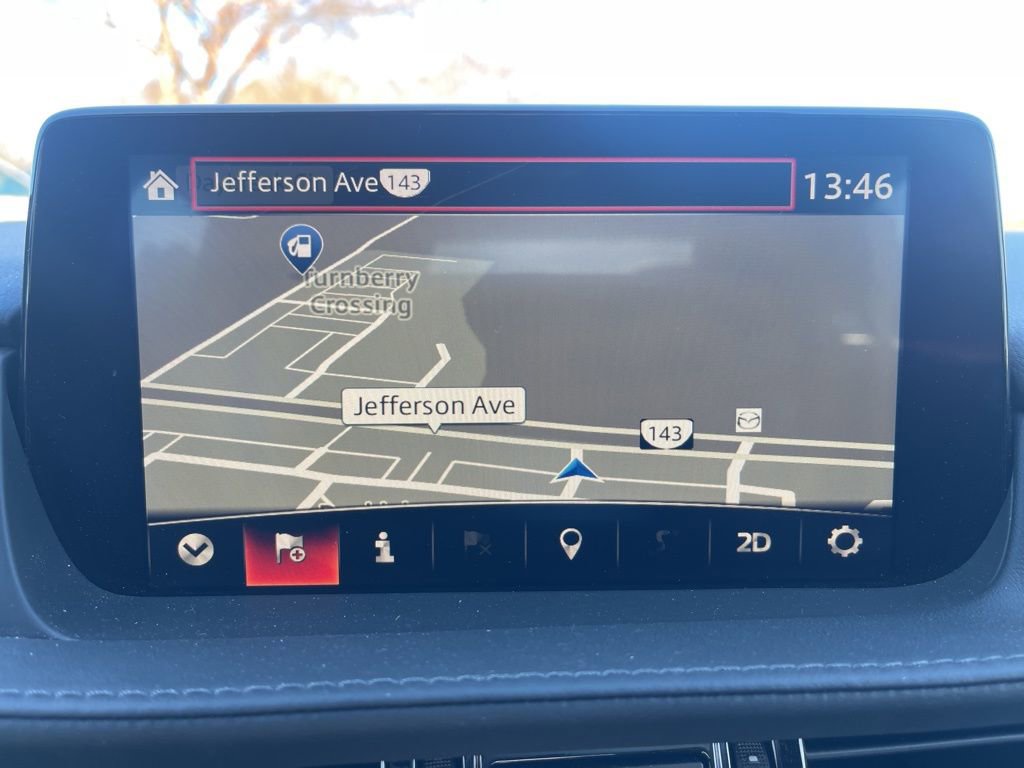 Jefferson Ave 143
13:46
Turnberry
Crossing
Jefferson Ave
143
2D